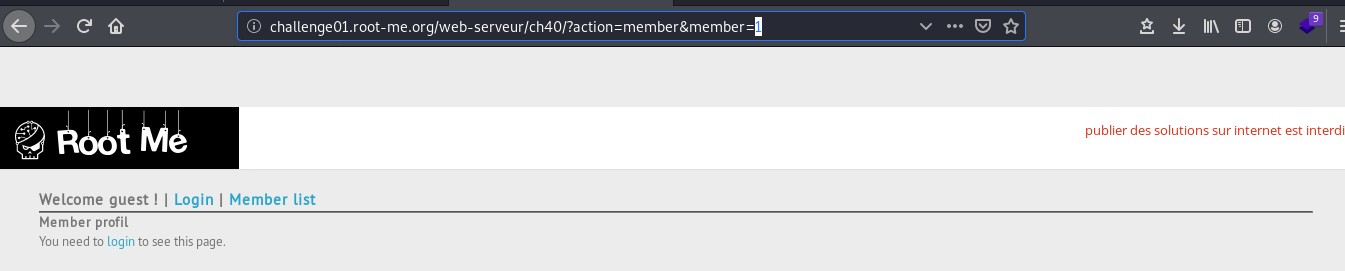 challenge01.root-me.org/web-serveur/ch40/?action=member&member=1
9
Root Me
publier des solutions sur internet est interdi
Welcome guest ! | Login | Member list
Member profil
You need to login to see this page.